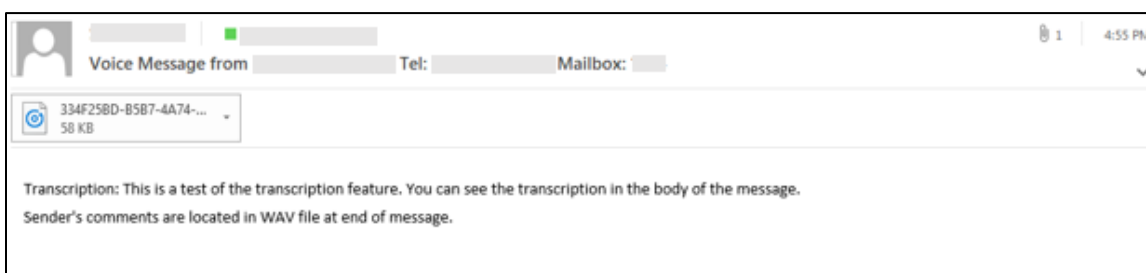 1 4:55 PM
Voice Message from Tel: Mailbox:
334F25BD-B5B7-4A74-...
58 KB
Transcription: This is a test of the transcription feature. You can see the transcription in the body of the message.
Sender's comments are located in WAV file at end of message.